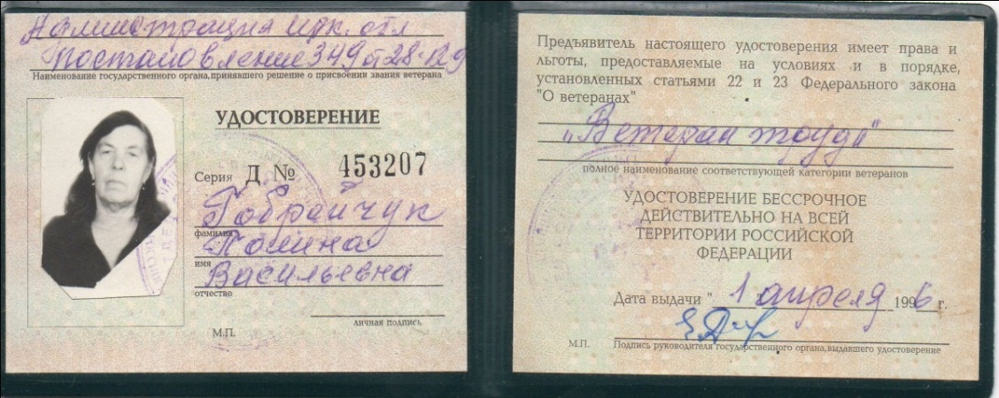 Администрация Ирк. обл
Постановление 349 от 28.12.9
Наименование государственного органа, принявшего решение о присвоении звания ветерана
УДОСТОВЕРЕНИЕ
Серия Д № 453207
Гобрейчук
фамилия
Полина
имя
Васильевна
отчество
личная подпись
М.П.
Предъявитель настоящего удостоверения имеет права и
льготы, предоставляемые на условиях и в порядке,
установленных статьями 22 и 23 Федерального закона
"О ветеранах"
"Ветеран труда"
полное наименование соответствующей категории ветеранов
УДОСТОВЕРЕНИЕ БЕССРОЧНОЕ
ДЕЙСТВИТЕЛЬНО НА ВСЕЙ
ТЕРРИТОРИИ РОССИЙСКОЙ
ФЕДЕРАЦИИ
Дата выдачи " 1 апреля 1996 г.
М.П.
Подпись руководителя государственного органа, выдавшего удостоверение